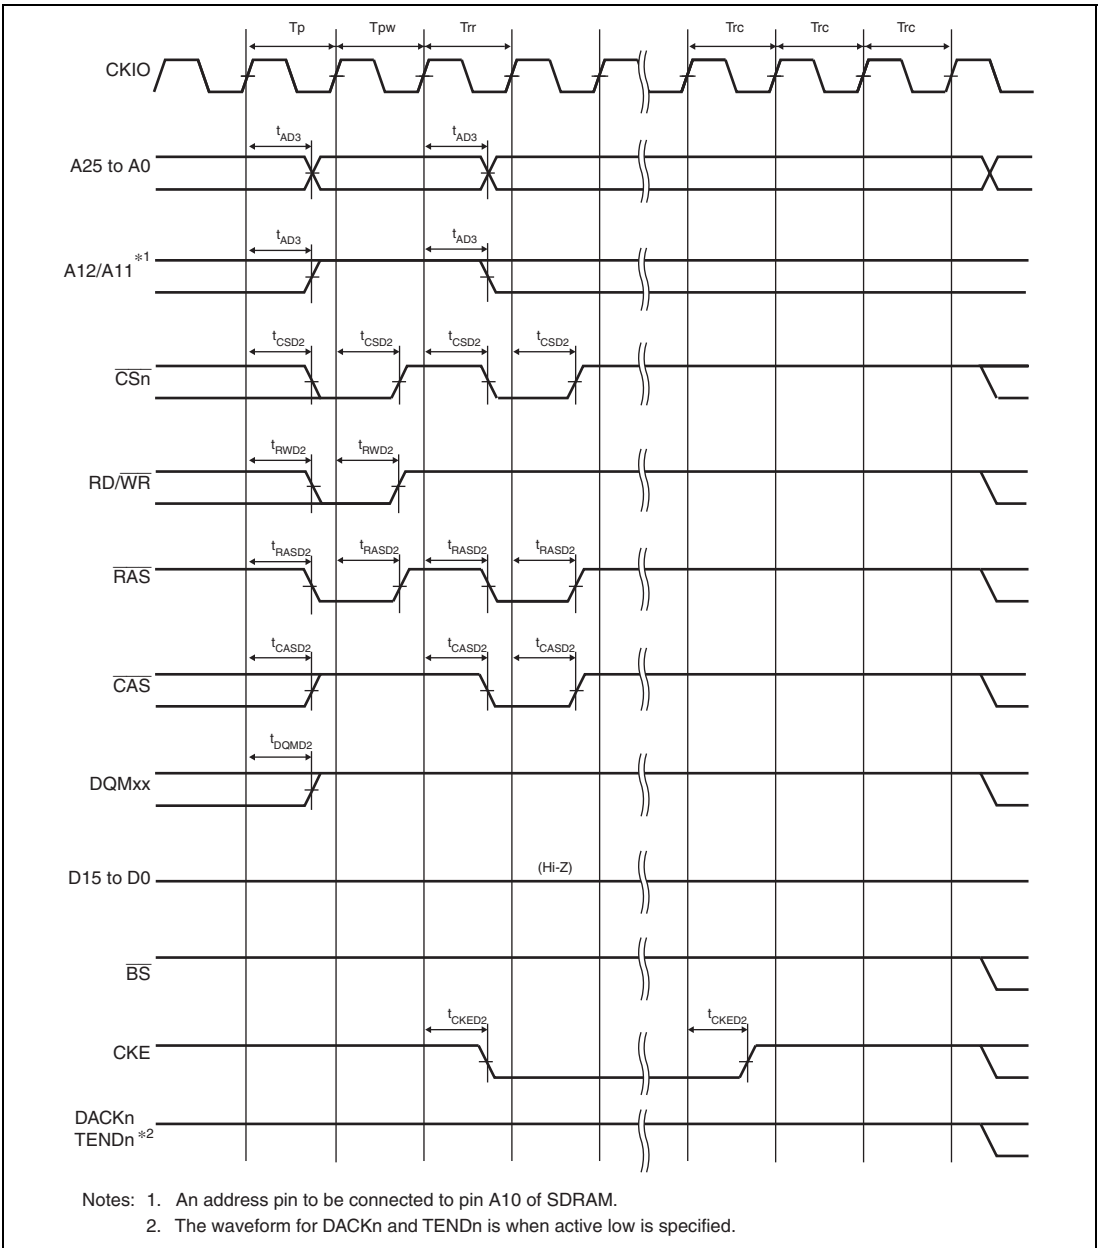 Tp Tpw Trr Trc Trc Trc
CKIO
tAD3 tAD3
A25 to A0
tAD3 tAD3
A12/A11 *1
tCSD2 tCSD2 tCSD2 tCSD2
CSn
tRWD2 tRWD2
RD/WR
tRASD2 tRASD2 tRASD2 tRASD2
RAS
tCASD2 tCASD2 tCASD2
CAS
tDQMD2
DQMxx
(Hi-Z)
D15 to D0
BS
tCKED2 tCKED2
CKE
DACKn
TENDn *2
Notes: 1. An address pin to be connected to pin A10 of SDRAM.
2. The waveform for DACKn and TENDn is when active low is specified.